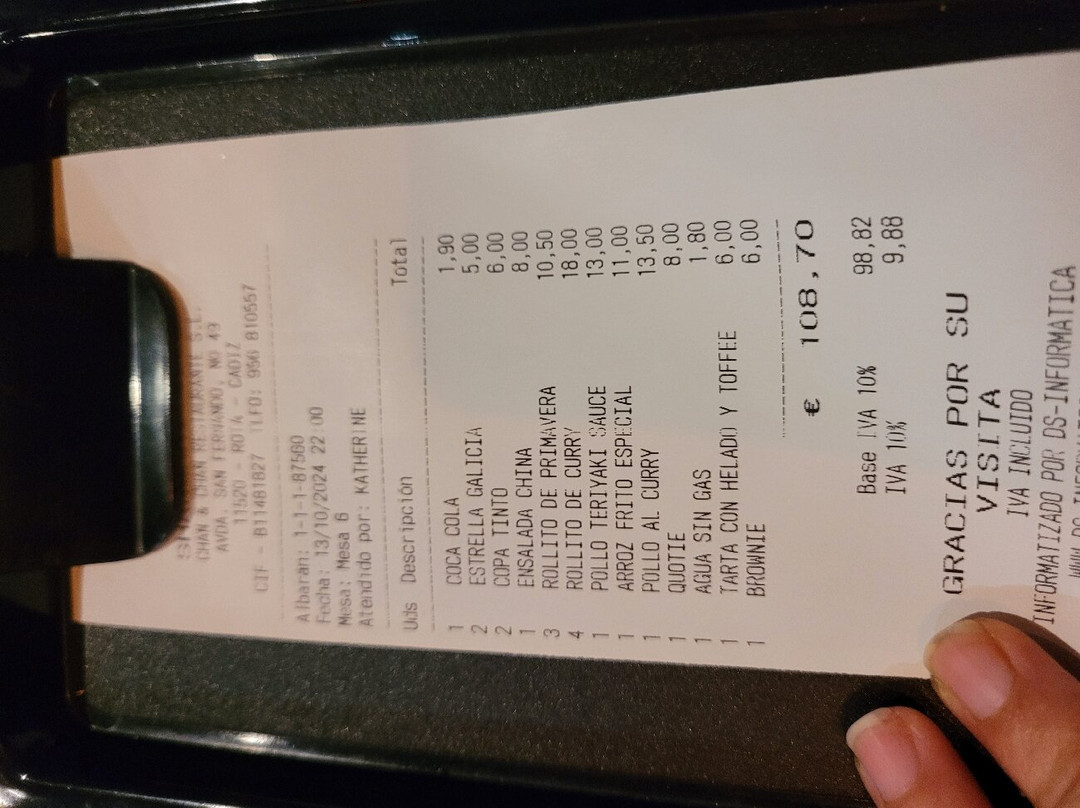 CHAN & CHAN RESTAURANTE S.L.
AVDA. SAN FERNANDO, NO 49
11520 - ROTA - CADIZ
CIF - B11481827 TLFO: 956 810557
Albaran: 1-1-1-87560
Fecha: 13/10/2024 22:00
Mesa: Mesa 6
Atendido por: KATHERINE
Uds Descripción Total
1 COCA COLA 1,90
2 ESTRELLA GALICIA 5,00
2 COPA TINTO 6,00
1 ENSALADA CHINA 8,00
3 ROLLITO DE PRIMAVERA 10,50
4 ROLLITO DE CURRY 18,00
1 POLLO TERIYAKI SAUCE 13,00
1 ARROZ FRITO ESPECIAL 11,00
1 POLLO AL CURRY 13,50
1 QUOTIE 8,00
1 AGUA SIN GAS 1,80
1 TARTA CON HELADO Y TOFFEE 6,00
1 BROWNIE 6,00
€ 108,70
Base IVA 10% 98,82
IVA 10% 9,88
GRACIAS POR SU
VISITA
IVA INCLUIDO
INFORMATIZADO POR DS-INFORMATICA